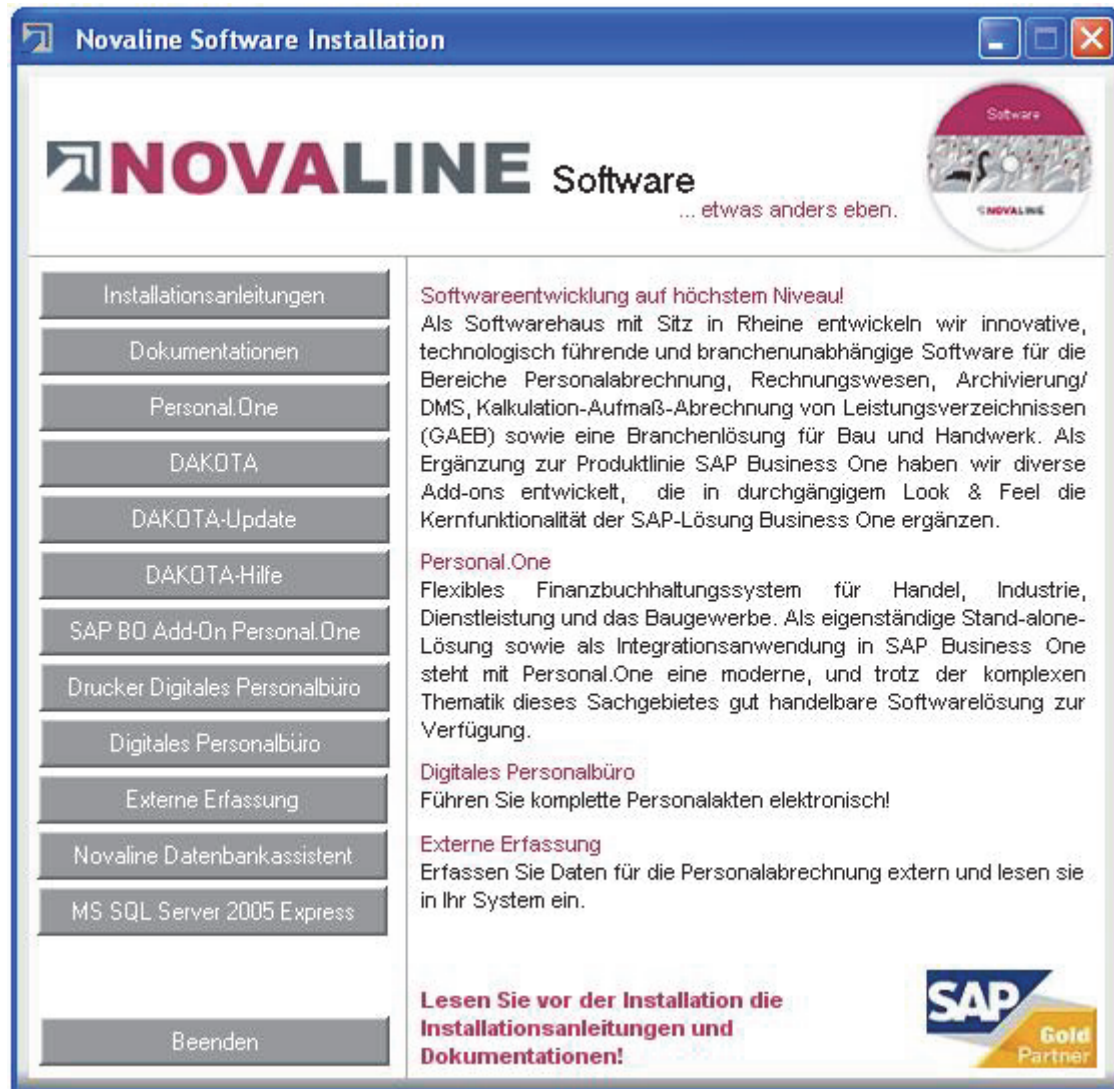 Novaline Software Installation
NOVALINE Software
... etwas anders eben.
Software
NOVALINE
Installationsanleitungen
Dokumentationen
Personal.One
DAKOTA
DAKOTA-Update
DAKOTA-Hilfe
SAP BO Add-On Personal.One
Drucker Digitales Personalbüro
Digitales Personalbüro
Externe Erfassung
Novaline Datenbankassistent
MS SQL Server 2005 Express
Beenden
Softwareentwicklung auf höchstem Niveau!
Als Softwarehaus mit Sitz in Rheine entwickeln wir innovative,
technologisch führende und branchenunabhängige Software für die
Bereiche Personalabrechnung, Rechnungswesen, Archivierung/
DMS, Kalkulation-Aufmaß-Abrechnung von Leistungsverzeichnissen
(GAEB) sowie eine Branchenlösung für Bau und Handwerk. Als
Ergänzung zur Produktlinie SAP Business One haben wir diverse
Add-ons entwickelt, die in durchgängigem Look & Feel die
Kernfunktionalität der SAP-Lösung Business One ergänzen.
Personal.One
Flexibles Finanzbuchhaltungssystem für Handel, Industrie,
Dienstleistung und das Baugewerbe. Als eigenständige Stand-alone-
Lösung sowie als Integrationsanwendung in SAP Business One
steht mit Personal.One eine moderne, und trotz der komplexen
Thematik dieses Sachgebietes gut handelbare Softwarelösung zur
Verfügung.
Digitales Personalbüro
Führen Sie komplette Personalakten elektronisch!
Externe Erfassung
Erfassen Sie Daten für die Personalabrechnung extern und lesen sie
in Ihr System ein.
Lesen Sie vor der Installation die
Installationsanleitungen und
Dokumentationen!
SAP
Gold
Partner